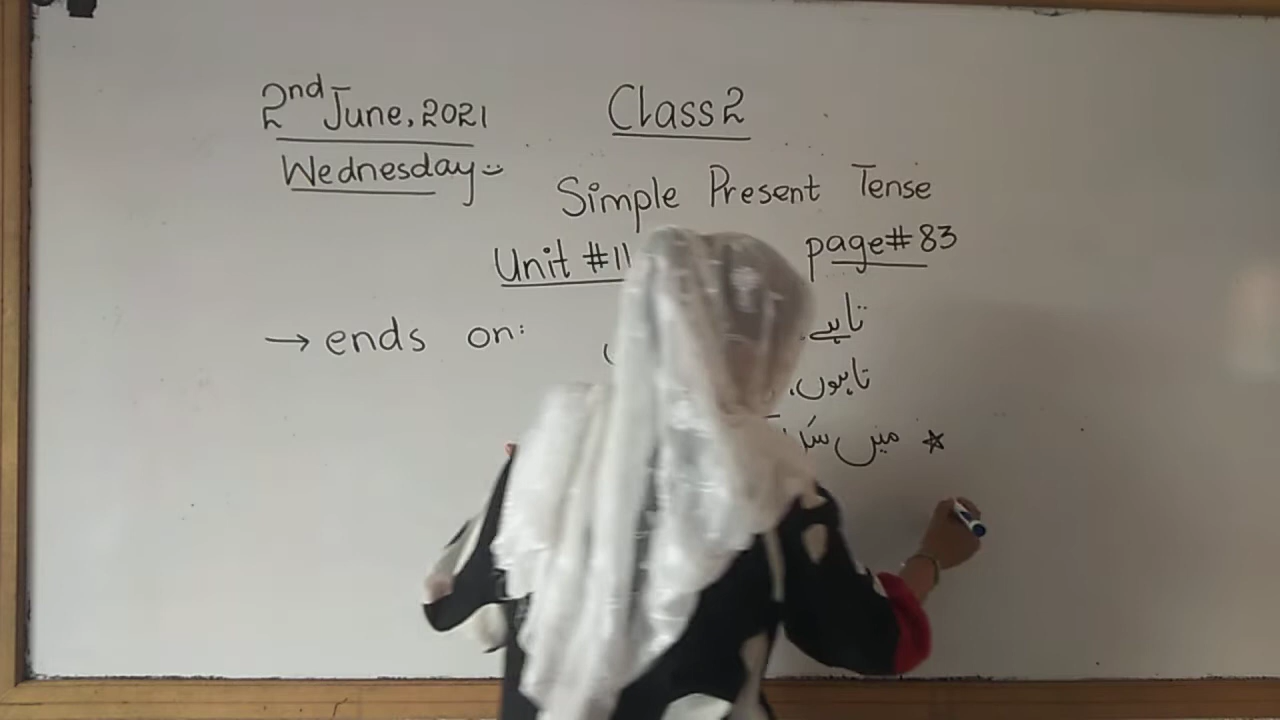 2nd June, 2021
Class 2
Wednesday
Simple Present Tense
Unit #11
page# 83
→ ends on:
تا ہے
تا ہوں،
★ میں